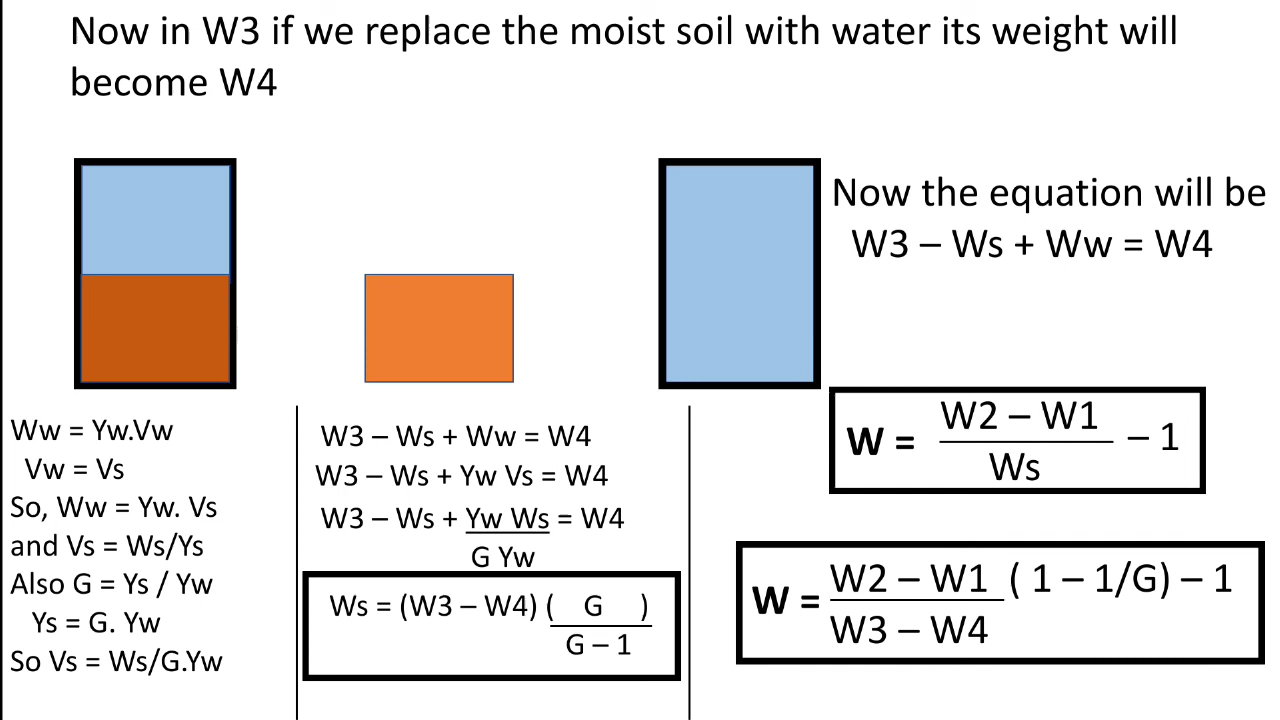 Now in W3 if we replace the moist soil with water its weight will
become W4
Now the equation will be
W3 – Ws + Ww = W4
Ww = Yw.Vw
Vw = Vs
So, Ww = Yw. Vs
and Vs = Ws/Ys
Also G = Ys / Yw
Ys = G. Yw
So Vs = Ws/G.Yw
W3 – Ws + Ww = W4
W3 – Ws + Yw Vs = W4
W3 – Ws + Yw Ws = W4
G Yw
Ws = (W3 – W4) ( G )
G – 1
W2 – W1
W = – 1
Ws
W2 – W1 ( 1 – 1/G) – 1
W =
W3 – W4